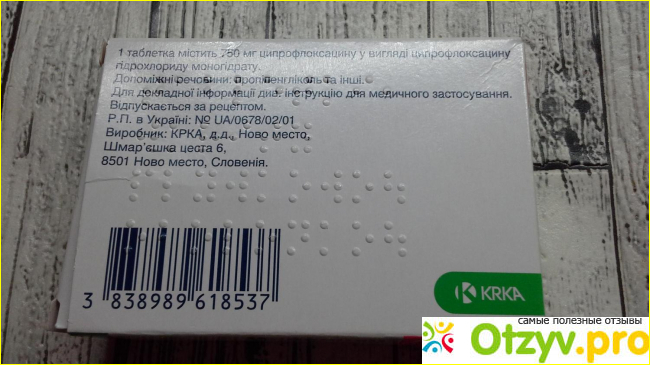 1 таблетка містить 750 мг ципрофлоксацину у вигляді ципрофлоксацину
гідрохлориду моногідрату.
Допоміжні речовини: пропіленгліколь та інші.
Для докладної інформації див. інструкцію для медичного застосування.
Відпускається за рецептом.
Р.П. в Україні: № UA/0678/02/01
Виробник: КРКА, д.д., Ново место,
Шмар'єшка цеста 6,
8501 Ново место, Словенія.
3 838989 618537
KRKA
самые полезные отзывы
Otzyv.pro